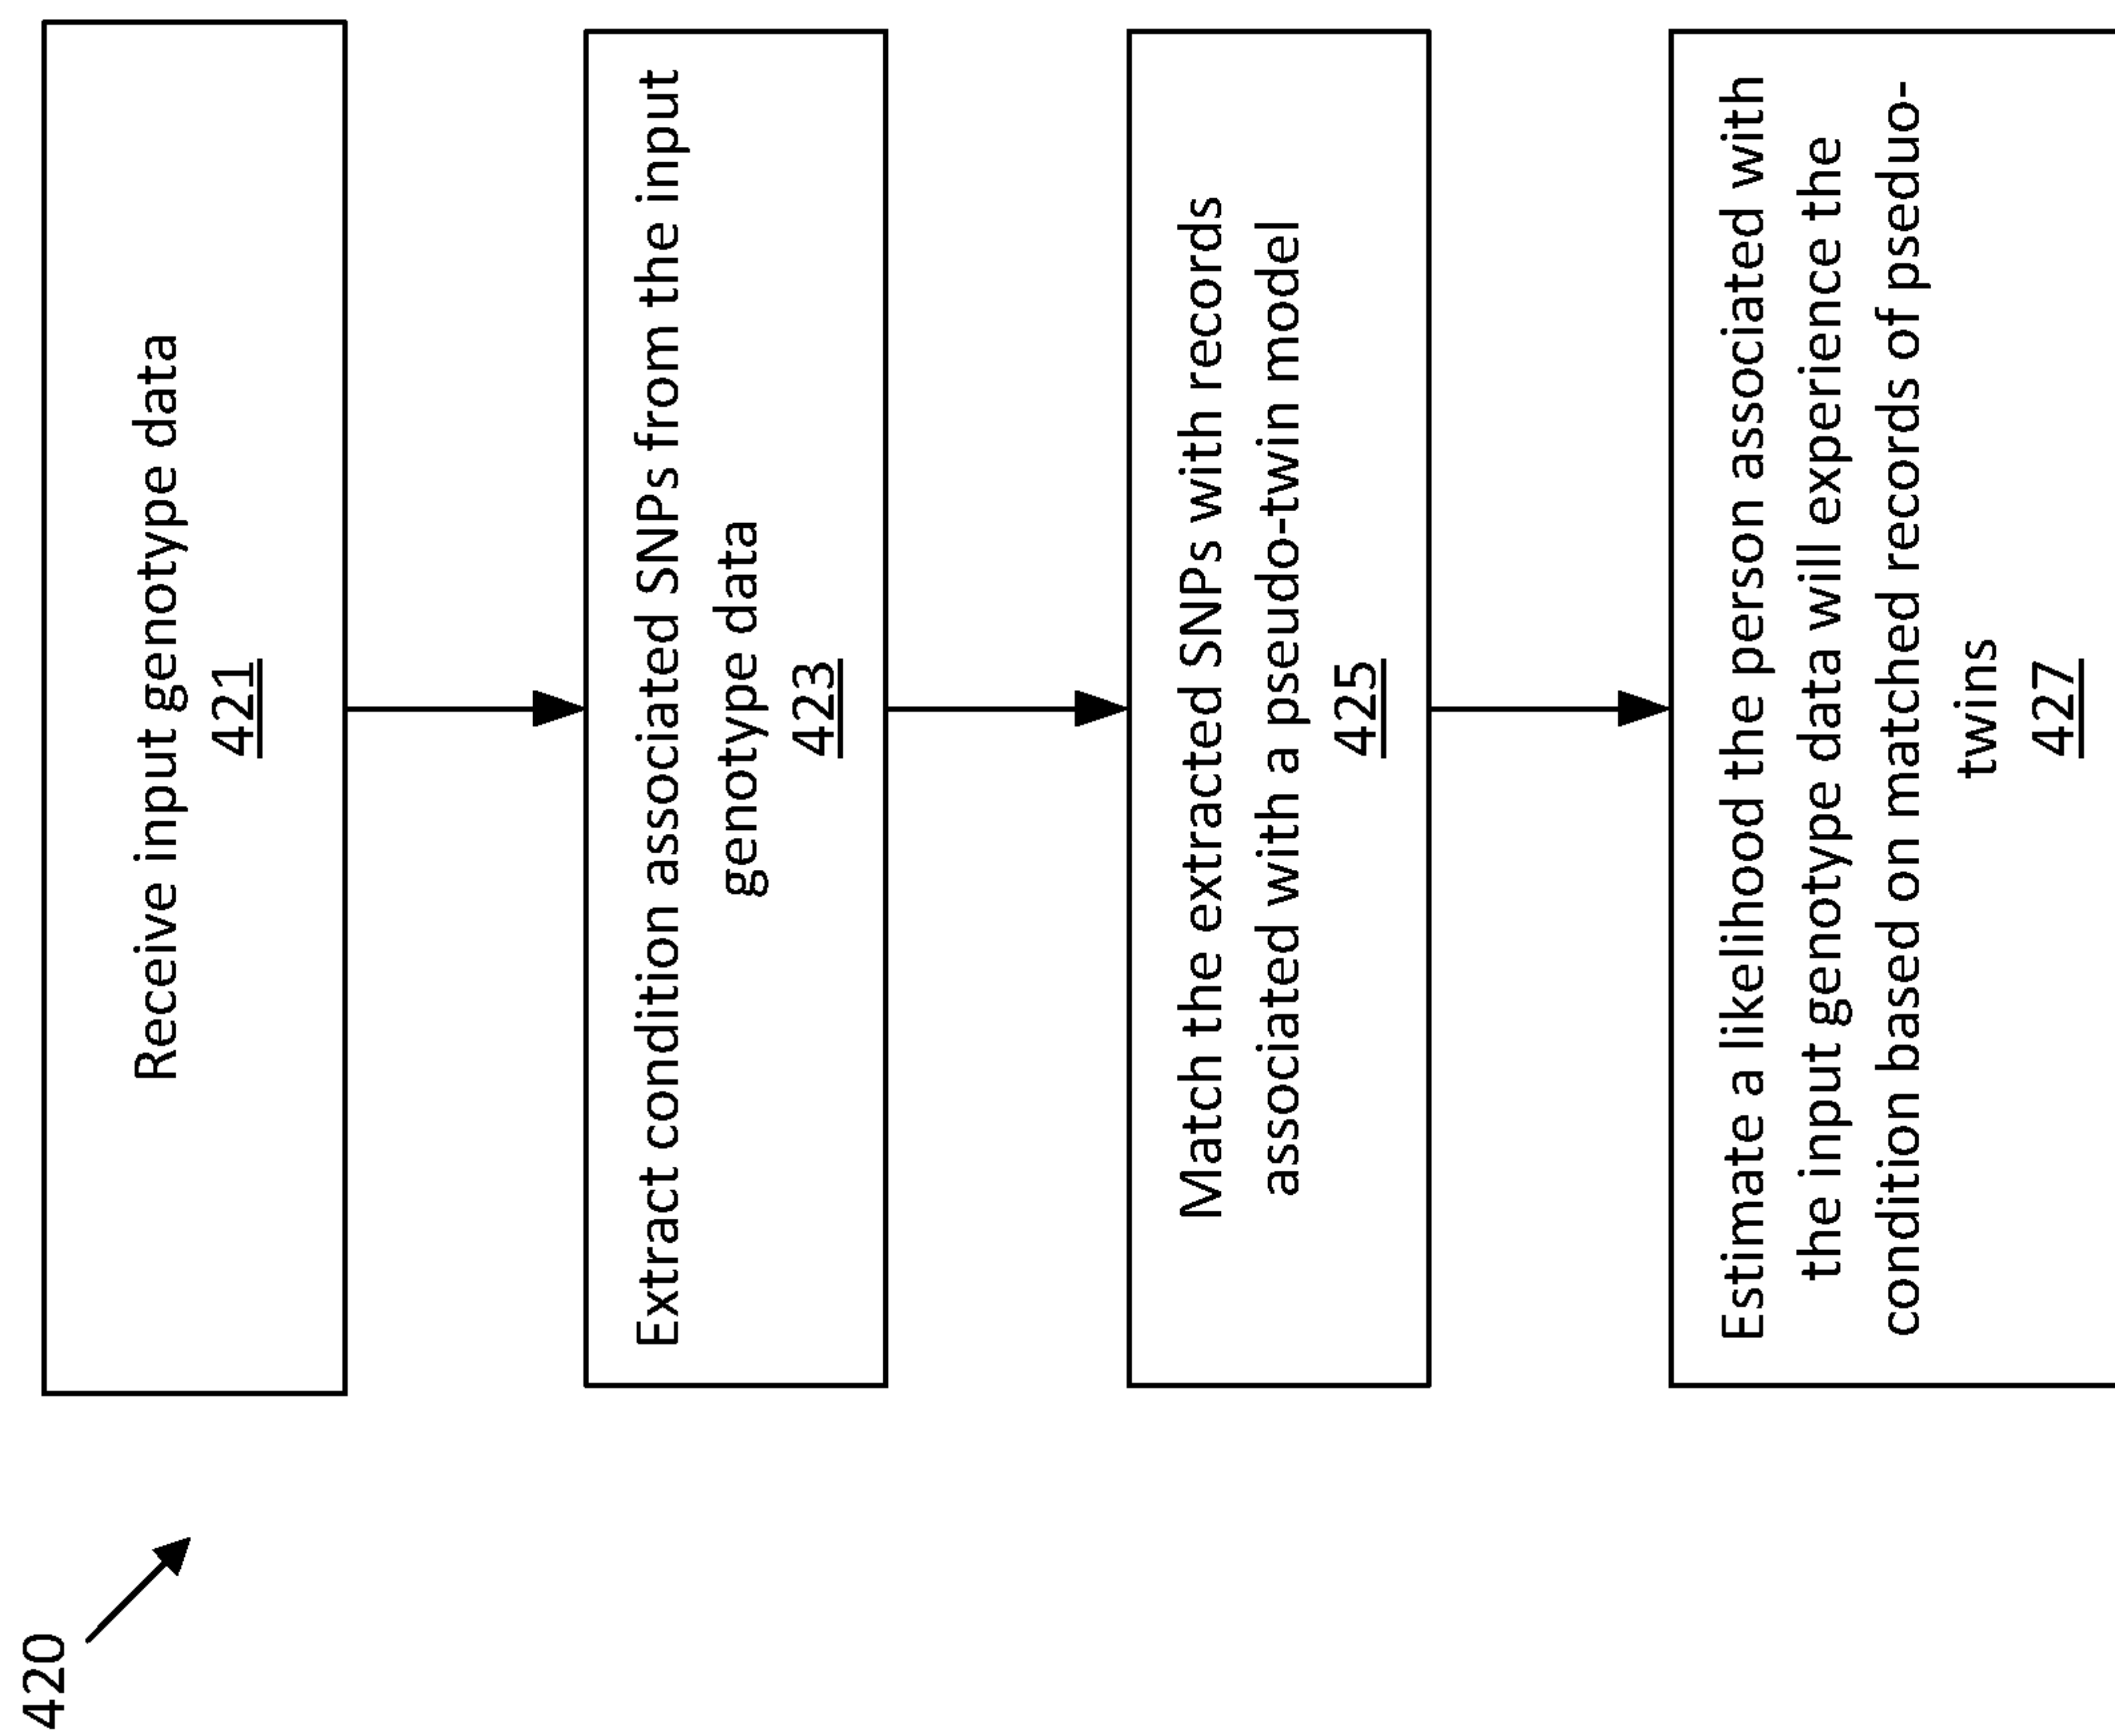 420
Receive input genotype data
421
Extract condition associated SNPs from the input
genotype data
423
Match the extracted SNPs with records
associated with a pseudo-twin model
425
Estimate a likelihood the person associated with
the input genotype data will experience the
condition based on matched records of pseduo-
twins
427